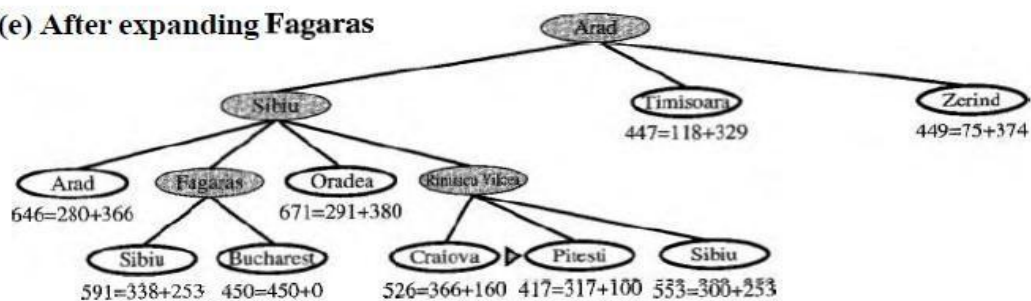 (e) After expanding Fagaras
Arad
Sibiu
Timisoara
Zerind
447=118+329
449=75+374
Arad
Fagaras
Oradea
Rimnicu Vilcea
646=280+366
671=291+380
Sibiu
Bucharest
Craiova
Pitesti
Sibiu
591=338+253
450=450+0
526=366+160
417=317+100
553=300+253